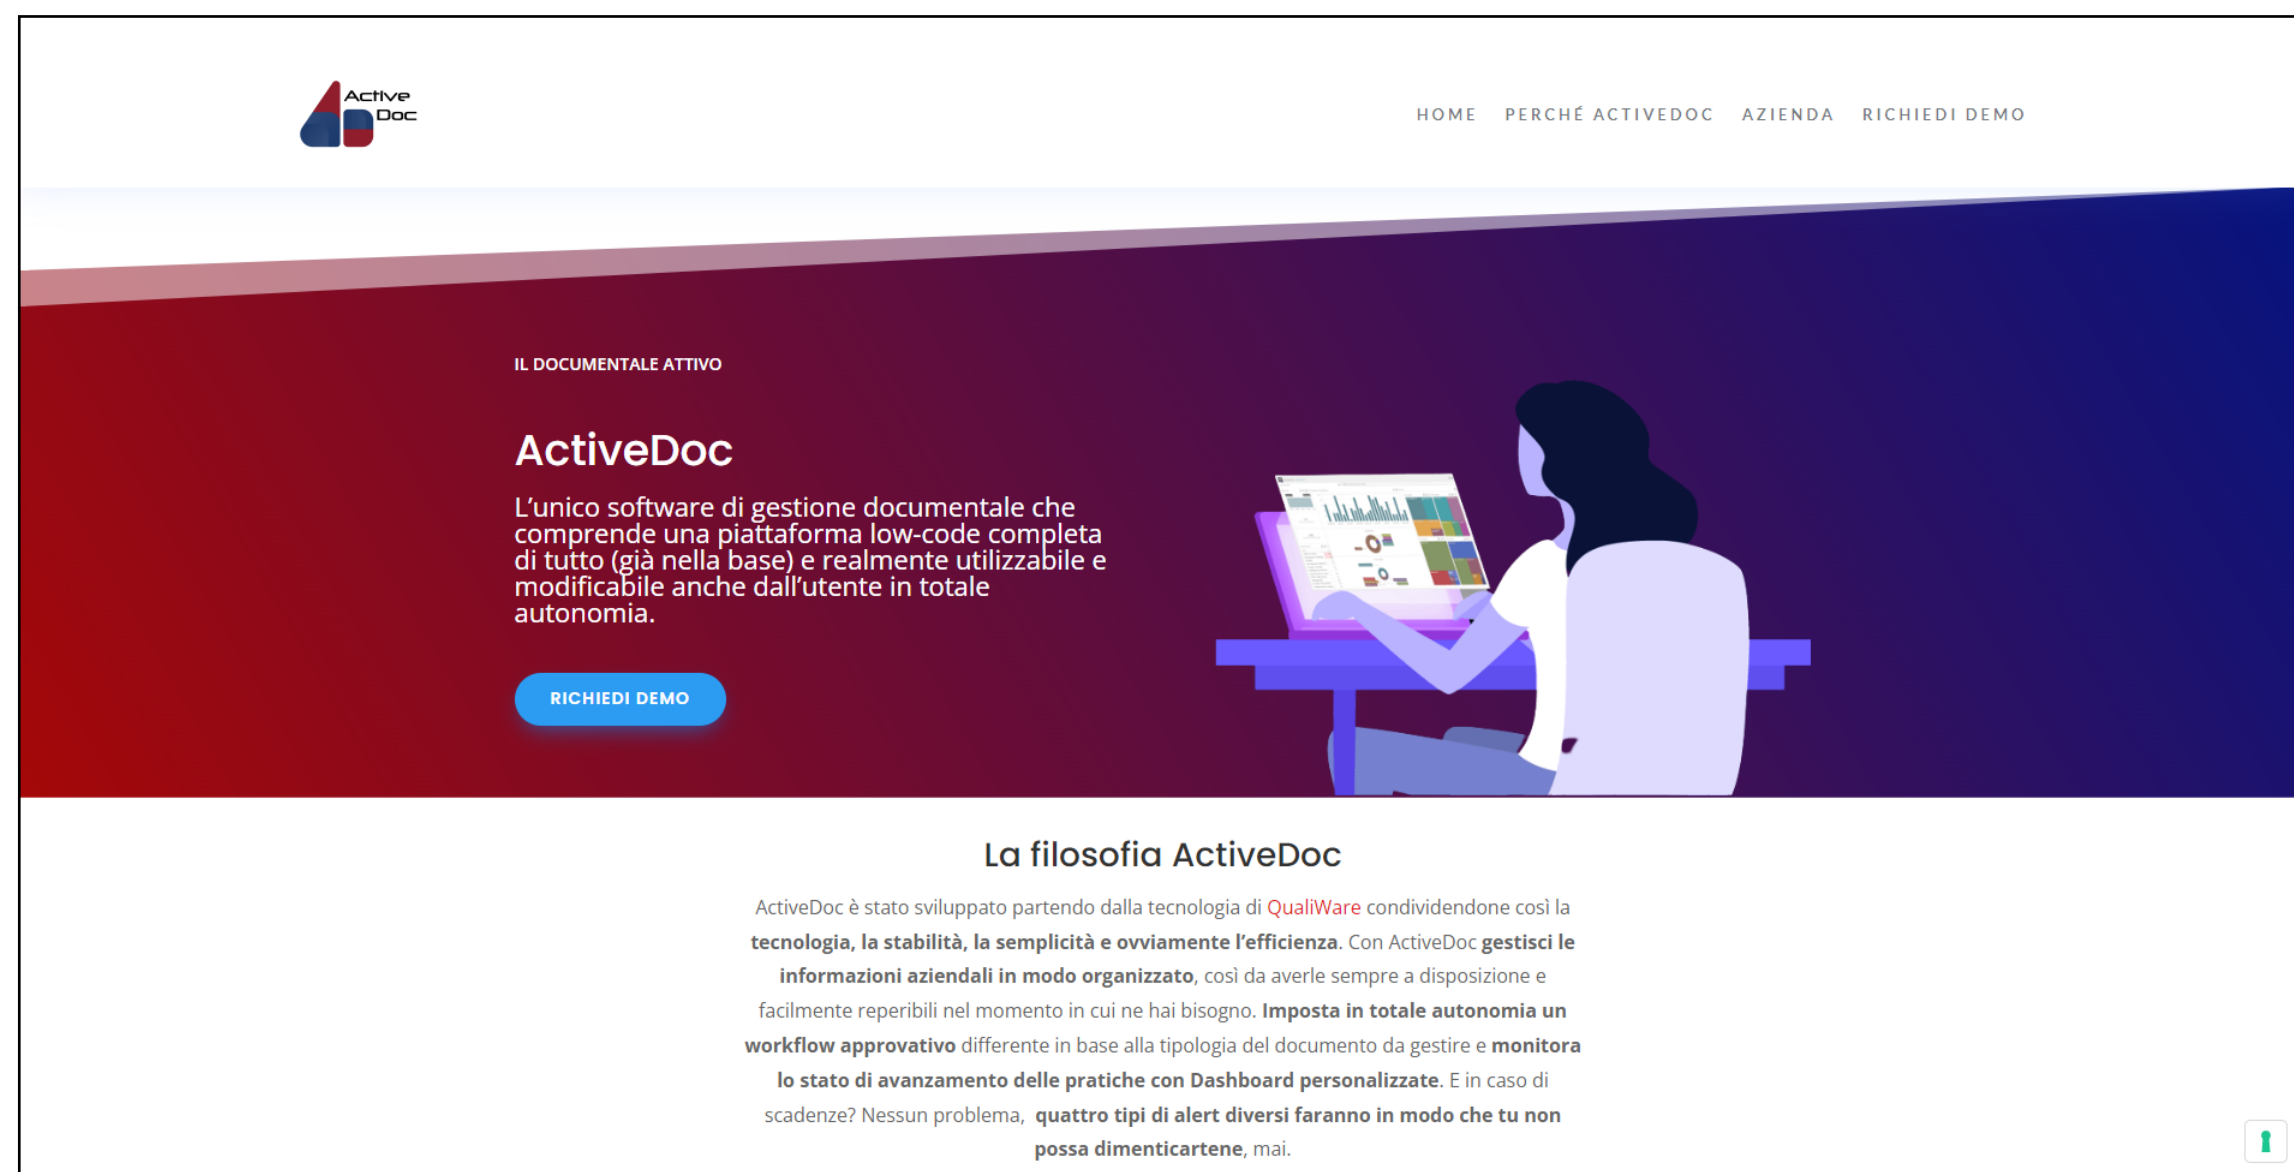 Active
Doc
HOME PERCHÉ ACTIVEDOC AZIENDA RICHIEDI DEMO
IL DOCUMENTALE ATTIVO
ActiveDoc
L’unico software di gestione documentale che
comprende una piattaforma low-code completa
di tutto (già nella base) e realmente utilizzabile e
modificabile anche dall’utente in totale
autonomia.
RICHIEDI DEMO
La filosofia ActiveDoc
ActiveDoc è stato sviluppato partendo dalla tecnologia di QualiWare condividendone così la
tecnologia, la stabilità, la semplicità e ovviamente l’efficienza. Con ActiveDoc gestisci le
informazioni aziendali in modo organizzato, così da averle sempre a disposizione e
facilmente reperibili nel momento in cui ne hai bisogno. Imposta in totale autonomia un
workflow approvativo differente in base alla tipologia del documento da gestire e monitora
lo stato di avanzamento delle pratiche con Dashboard personalizzate. E in caso di
scadenze? Nessun problema, quattro tipi di alert diversi faranno in modo che tu non
possa dimenticartene, mai.